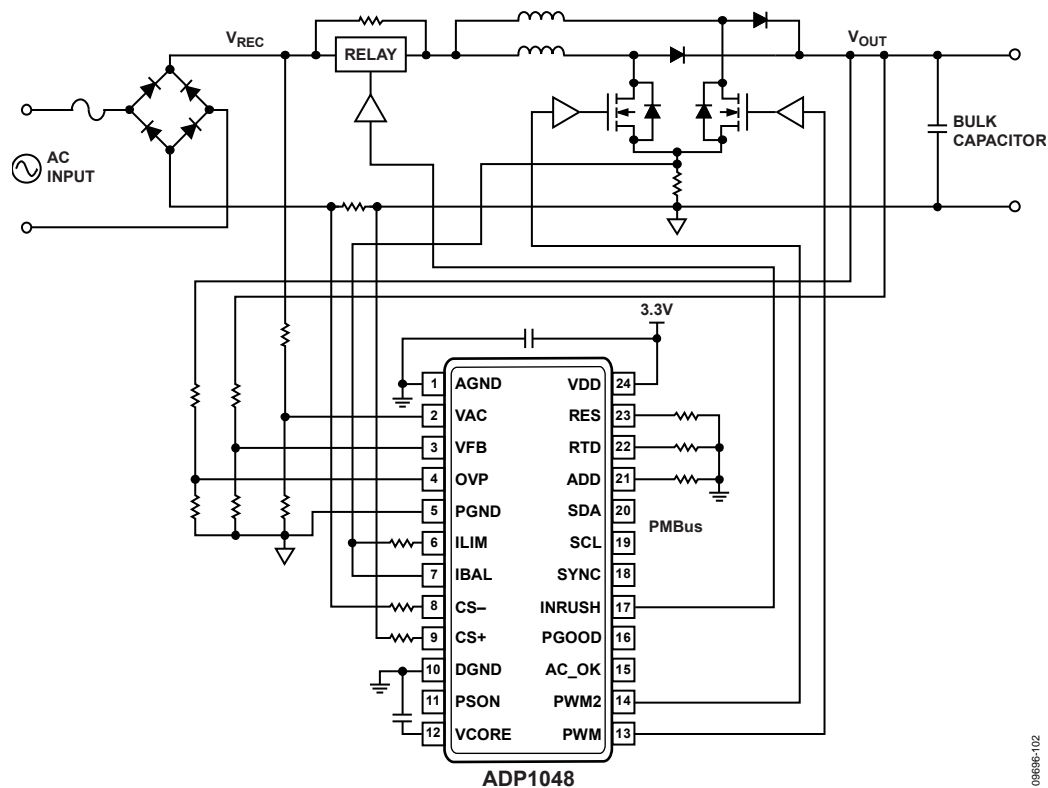 V_REC
RELAY
V_OUT
AC
INPUT
BULK
CAPACITOR
3.3V
1 AGND VDD 24
2 VAC RES 23
3 VFB RTD 22
4 OVP ADD 21
5 PGND SDA 20
PMBus
6 ILIM SCL 19
7 IBAL SYNC 18
8 CS– INRUSH 17
9 CS+ PGOOD 16
10 DGND AC_OK 15
11 PSON PWM2 14
12 VCORE PWM 13
ADP1048
09696-102